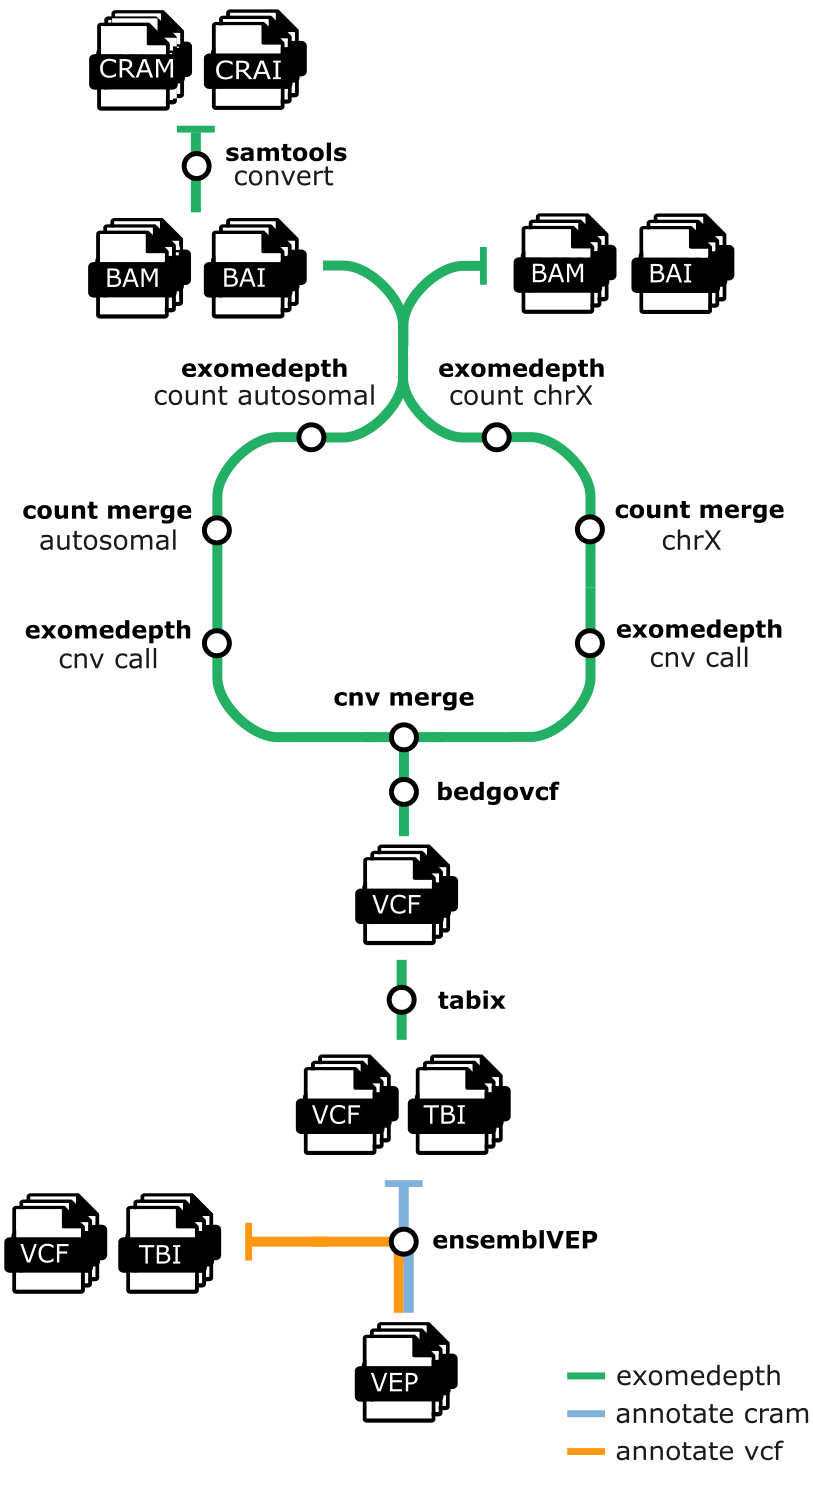 CRAM
CRAI
samtools
convert
BAM
BAI
BAM
BAI
exomedepth
count autosomal
exomedepth
count chrX
count merge
autosomal
count merge
chrX
exomedepth
cnv call
exomedepth
cnv call
cnv merge
bedgovcf
VCF
tabix
VCF
TBI
VCF
TBI
ensemblVEP
VEP
exomedepth
annotate cram
annotate vcf